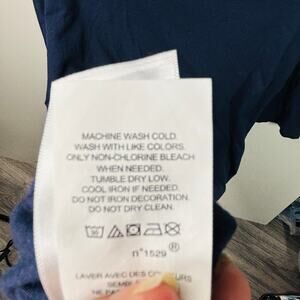 MACHINE WASH COLD.
WASH WITH LIKE COLORS.
ONLY NON-CHLORINE BLEACH
WHEN NEEDED.
TUMBLE DRY LOW.
COOL IRON IF NEEDED.
DO NOT IRON DECORATION.
DO NOT DRY CLEAN.
n°1529 ®
LAVER AVEC DES COULEURS